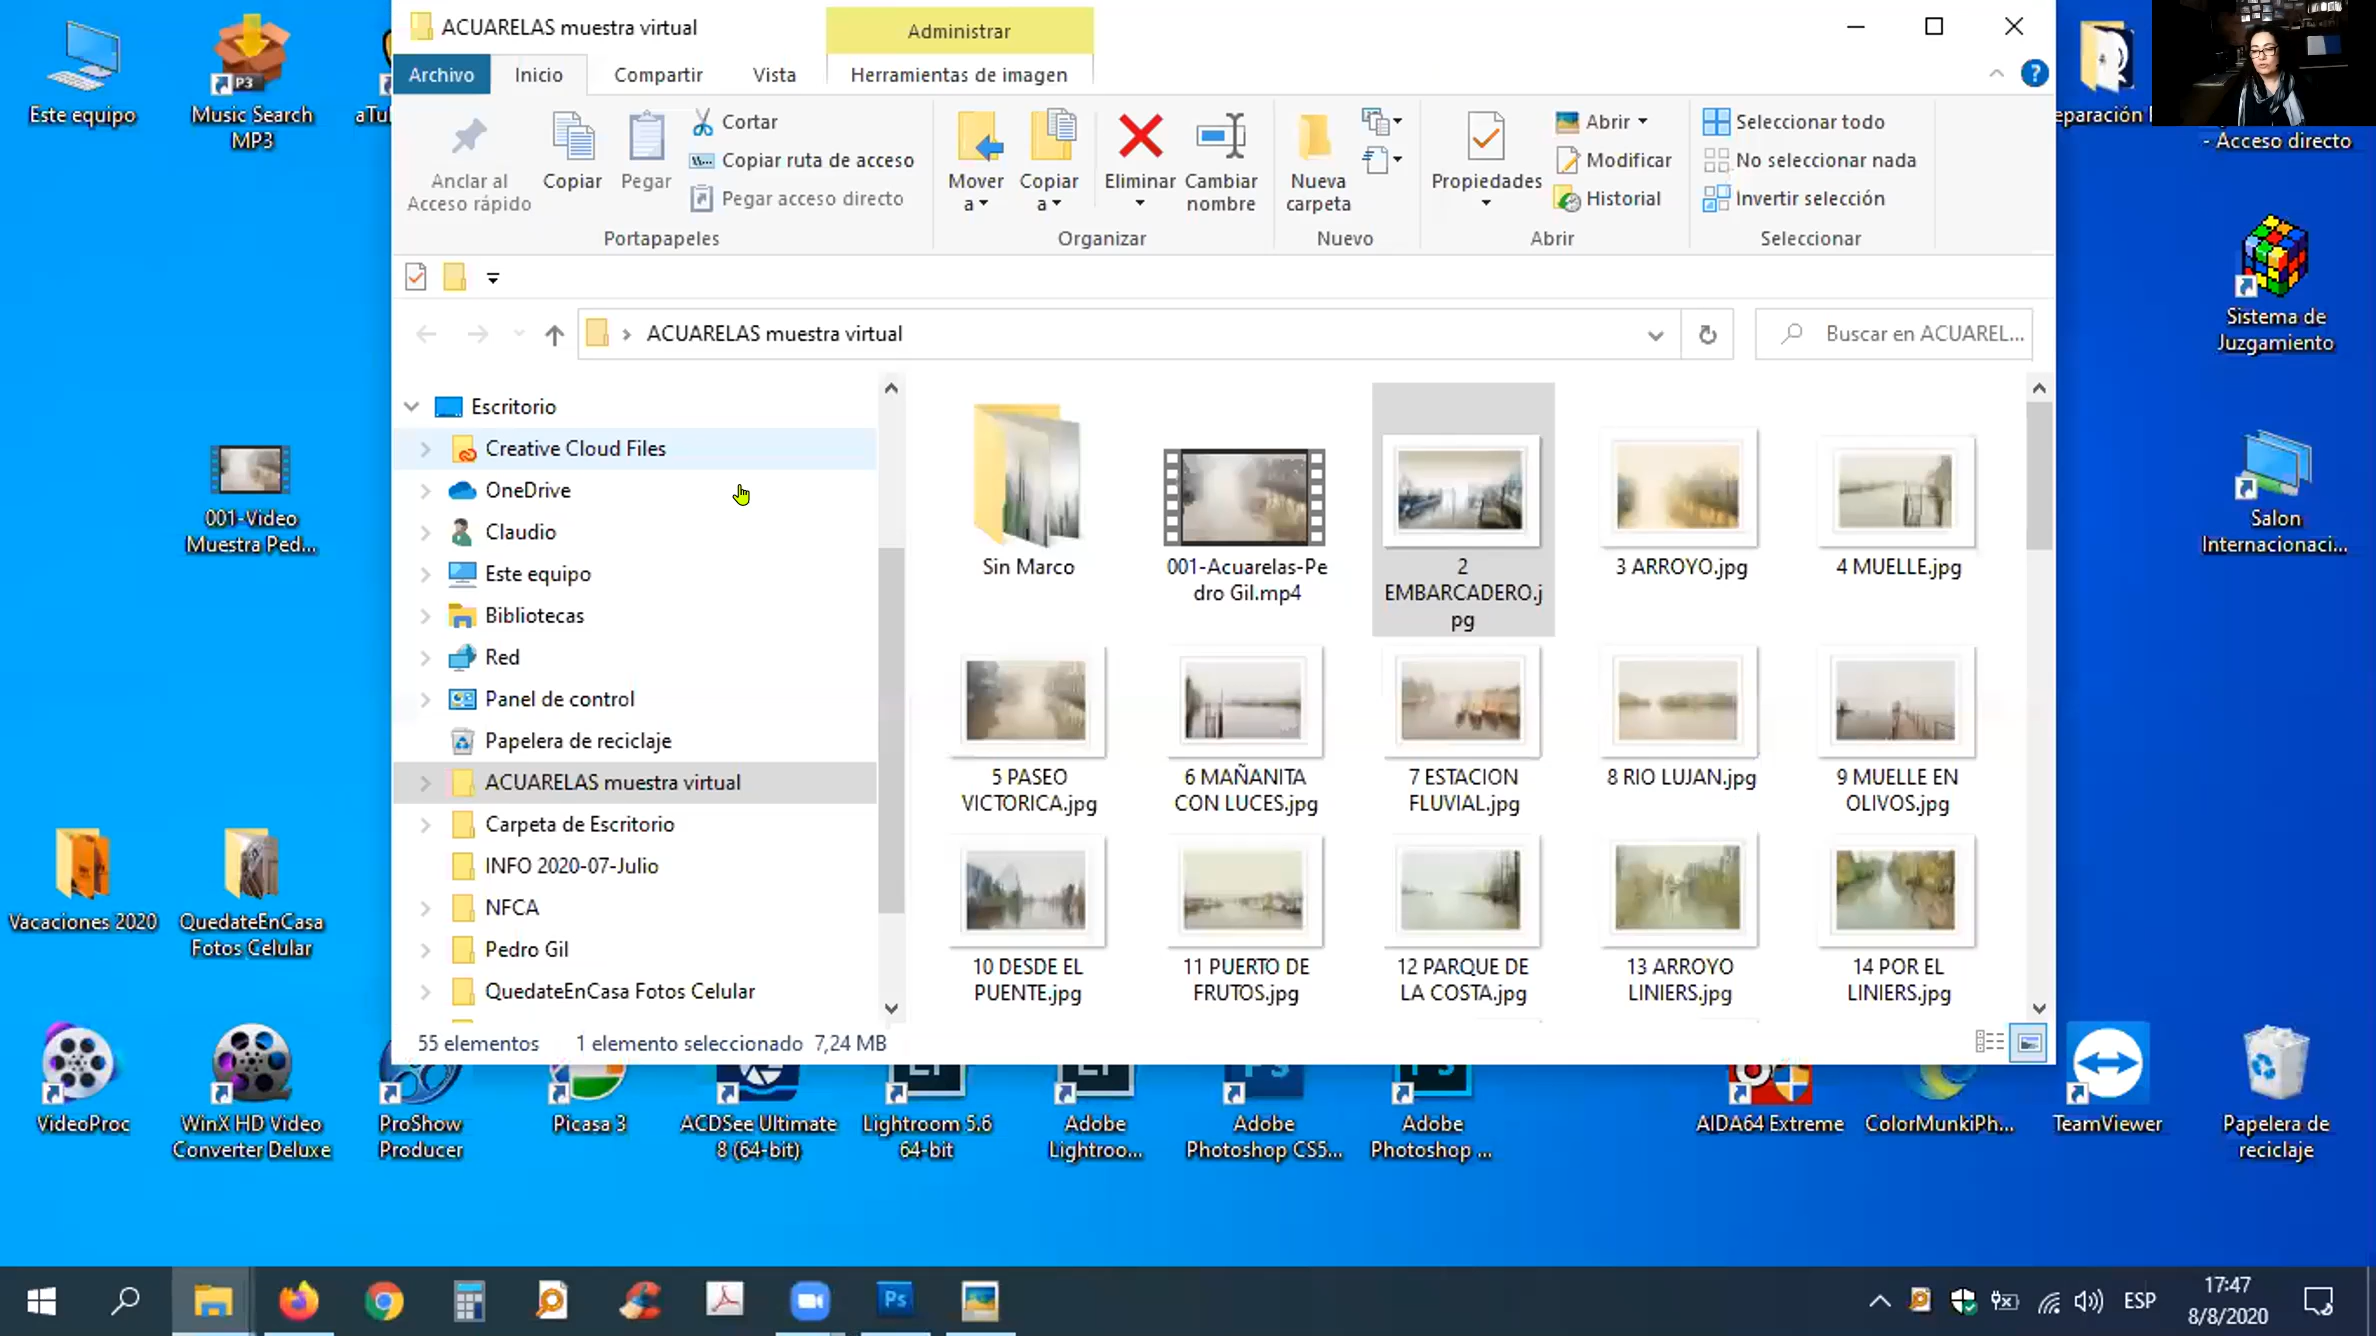 ACUARELAS muestra virtual
Administrar
Archivo
Inicio
Compartir
Vista
Herramientas de imagen
Anclar al
Acceso rápido
Copiar
Pegar
Cortar
Copiar ruta de acceso
Pegar acceso directo
Mover
a
Copiar
a
Eliminar
Cambiar
nombre
Nueva
carpeta
Propiedades
Abrir
Modificar
Historial
Seleccionar todo
No seleccionar nada
Invertir selección
Portapapeles
Organizar
Nuevo
Abrir
Seleccionar
ACUARELAS muestra virtual
Buscar en ACUAREL...
Escritorio
Creative Cloud Files
OneDrive
Claudio
Este equipo
Bibliotecas
Red
Panel de control
Papelera de reciclaje
ACUARELAS muestra virtual
Carpeta de Escritorio
INFO 2020-07-Julio
NFCA
Pedro Gil
QuedateEnCasa Fotos Celular
Sin Marco
001-Acuarelas-Pe
dro Gil.mp4
2
EMBARCADERO.j
pg
3 ARROYO.jpg
4 MUELLE.jpg
5 PASEO
VICTORICA.jpg
6 MAÑANITA
CON LUCES.jpg
7 ESTACION
FLUVIAL.jpg
8 RIO LUJAN.jpg
9 MUELLE EN
OLIVOS.jpg
10 DESDE EL
PUENTE.jpg
11 PUERTO DE
FRUTOS.jpg
12 PARQUE DE
LA COSTA.jpg
13 ARROYO
LINIERS.jpg
14 POR EL
LINIERS.jpg
55 elementos
1 elemento seleccionado 7,24 MB
Este equipo
P3
Music Search
MP3
aTu
eparación
- Acceso directo
Sistema de
Juzgamiento
Salon
Internacionaci...
001-Video
Muestra Ped...
Vacaciones 2020
QuedateEnCasa
Fotos Celular
VideoProc
WinX HD Video
Converter Deluxe
ProShow
Producer
Picasa 3
ACDSee Ultimate
8 (64-bit)
Lightroom 5.6
64-bit
Adobe
Lightroo...
Adobe
Photoshop CS5...
Adobe
Photoshop ...
AIDA64 Extreme
ColorMunkiPh...
TeamViewer
Papelera de
reciclaje
Ps
ESP
17:47
8/8/2020